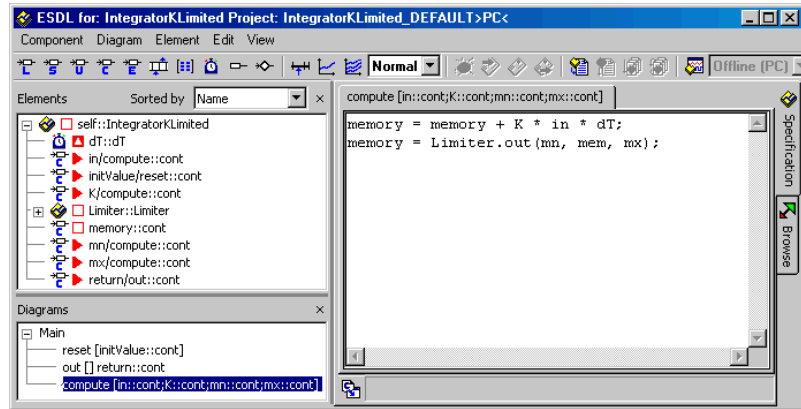 ESDL for: IntegratorKLimited Project: IntegratorKLimited_DEFAULT>PC<
Component Diagram Element Edit View
Normal Offline (PC)
Elements Sorted by Name
self::IntegratorKLimited
dT::dT
in/compute::cont
initValue/reset::cont
K/compute::cont
Limiter::Limiter
memory::cont
mn/compute::cont
mx/compute::cont
return/out::cont
Diagrams
Main
reset [initValue::cont]
out [] return::cont
compute [in::cont;K::cont;mn::cont;mx::cont]
compute [in::cont;K::cont;mn::cont;mx::cont]
memory = memory + K * in * dT;
memory = Limiter.out(mn, mem, mx);
Specification
Browse